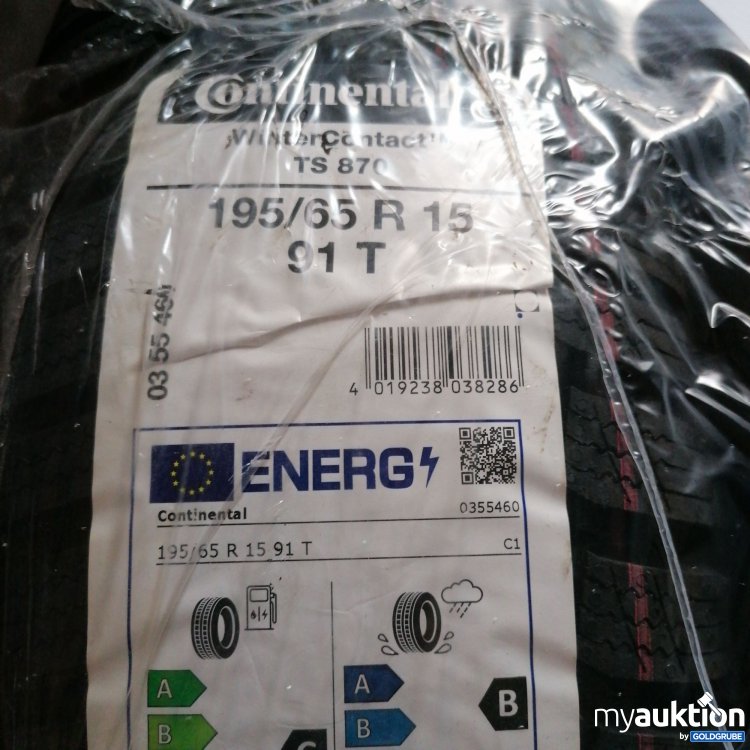 Continental
WinterContact™
TS 870
195/65 R 15
91 T
03 55 460
4 019238 038286
ENERG
Continental
0355460
195/65 R 15 91 T
C1
A
A
B
B
B
C
myauktion
by GOLDGRUBE